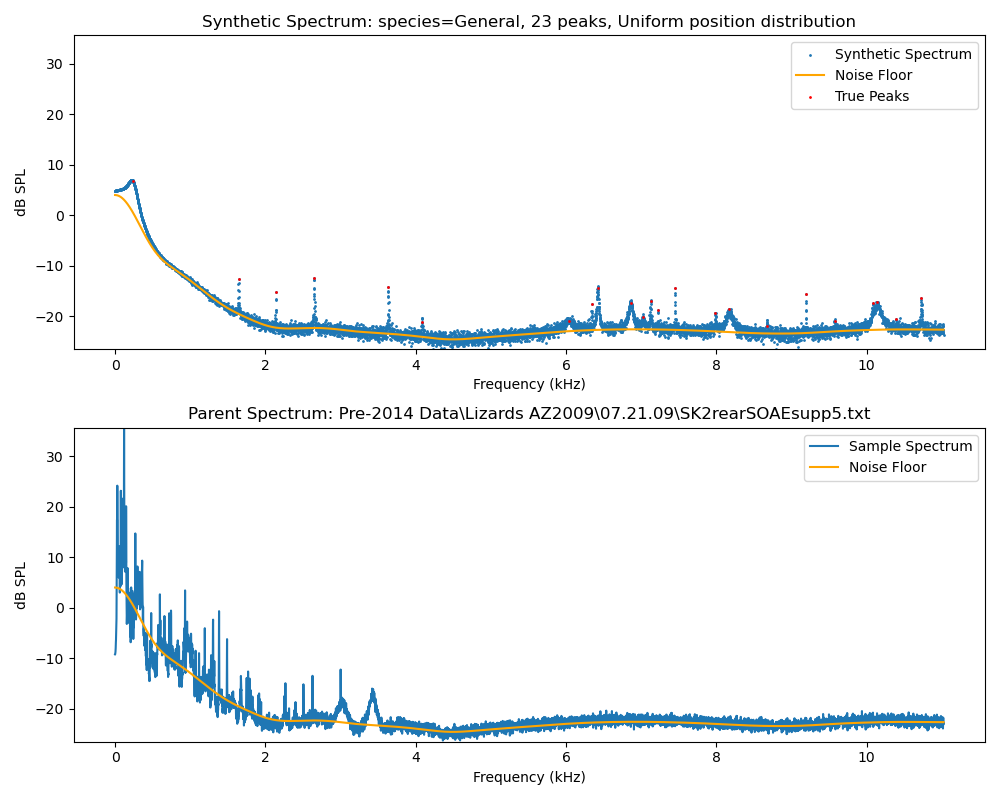 Synthetic Spectrum: species=General, 23 peaks, Uniform position distribution
30
20
10
0
−10
−20
dB SPL
Synthetic Spectrum
Noise Floor
True Peaks
0 2 4 6 8 10
Frequency (kHz)
Parent Spectrum: Pre-2014 Data\Lizards AZ2009\07.21.09\SK2rearSOAEsupp5.txt
30
20
10
0
−10
−20
dB SPL
Sample Spectrum
Noise Floor
0 2 4 6 8 10
Frequency (kHz)